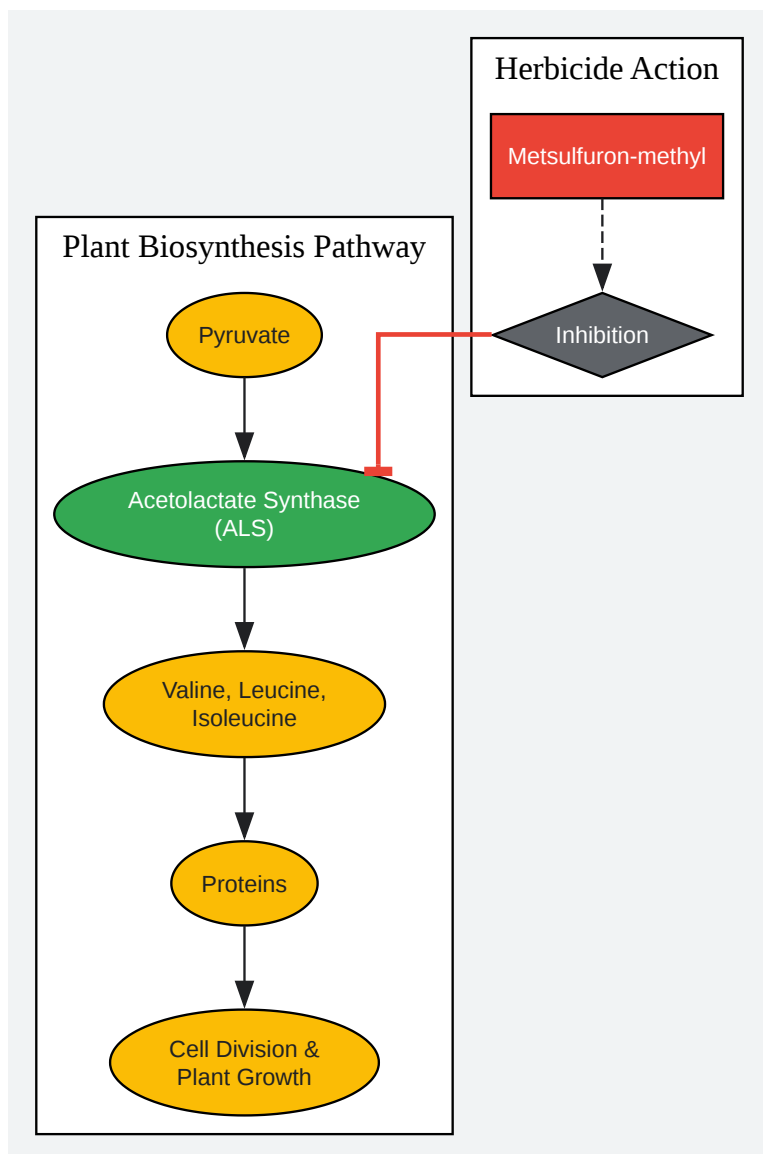 Herbicide Action
Metsulfuron-methyl
Inhibition
Plant Biosynthesis Pathway
Pyruvate
Acetolactate Synthase
(ALS)
Valine, Leucine,
Isoleucine
Proteins
Cell Division &
Plant Growth